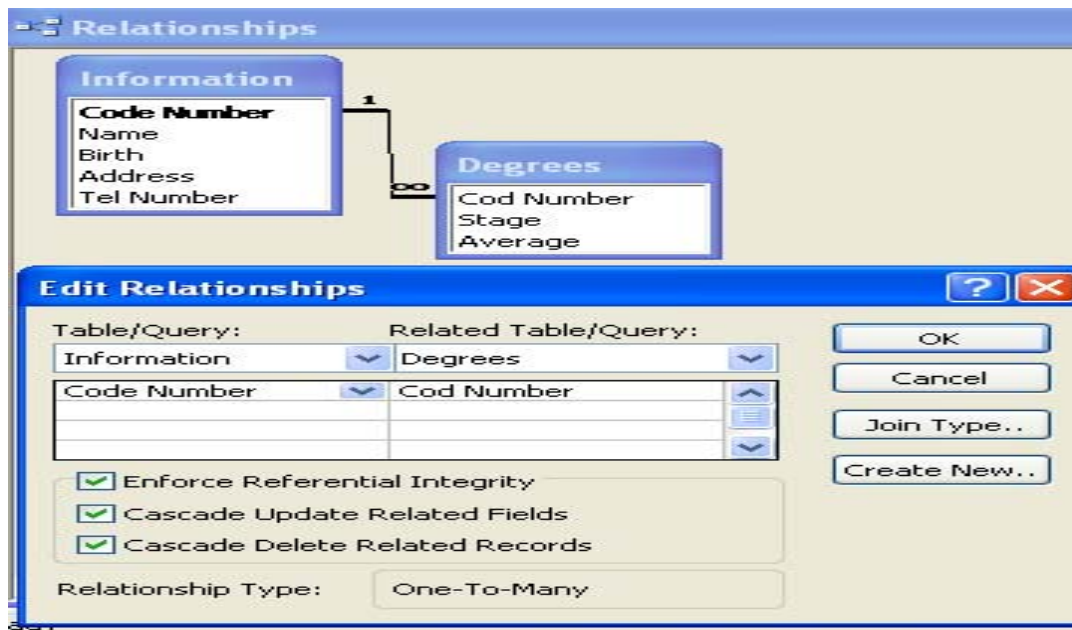 Relationships
Information
Code Number
Name
Birth
Address
Tel Number
1
∞
Degrees
Cod Number
Stage
Average
Edit Relationships
?
Table/Query: Related Table/Query:
Information Degrees
Code Number Cod Number
OK
Cancel
Join Type..
Create New..
Enforce Referential Integrity
Cascade Update Related Fields
Cascade Delete Related Records
Relationship Type: One-To-Many